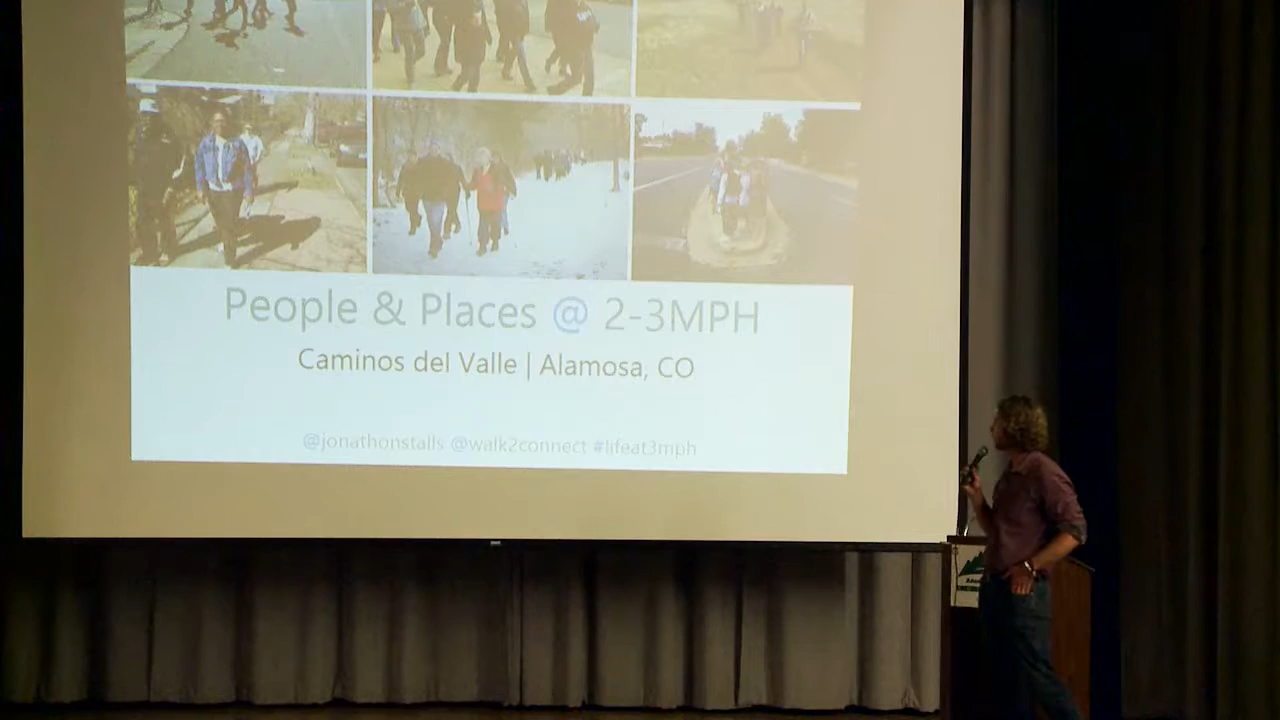 People & Places @ 2-3MPH
Caminos del Valle | Alamosa, CO
@jonathonstalls @walk2connect #lifeat3mph